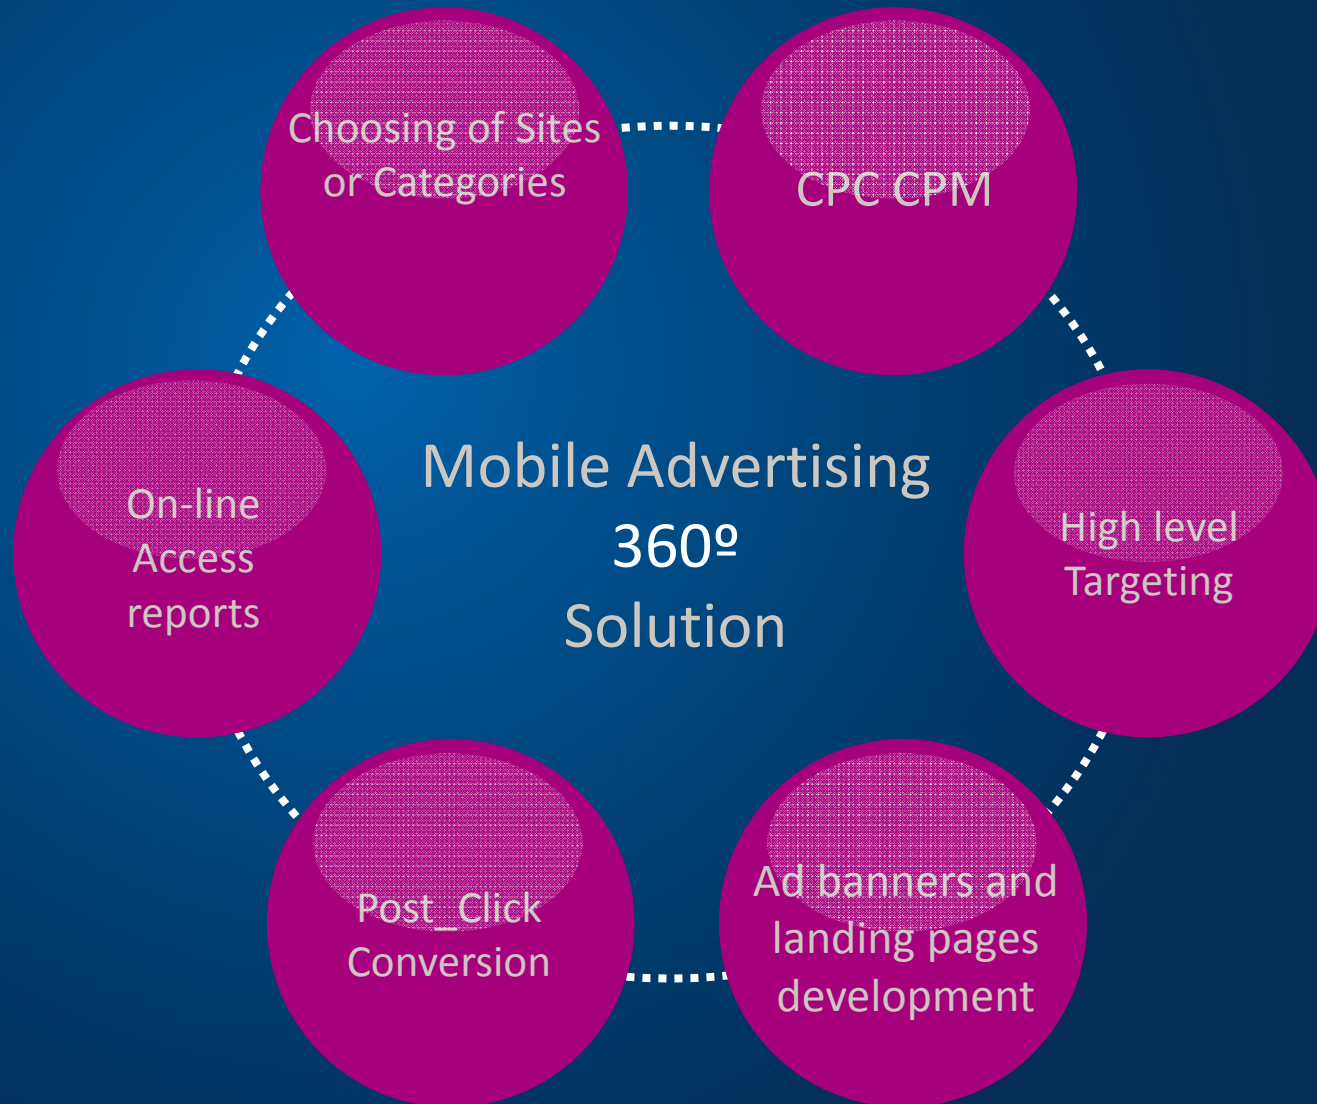 Choosing of Sites
or Categories
CPC CPM
On-line
Access
reports
Mobile Advertising
360º
Solution
High level
Targeting
Post_Click
Conversion
Ad banners and
landing pages
development